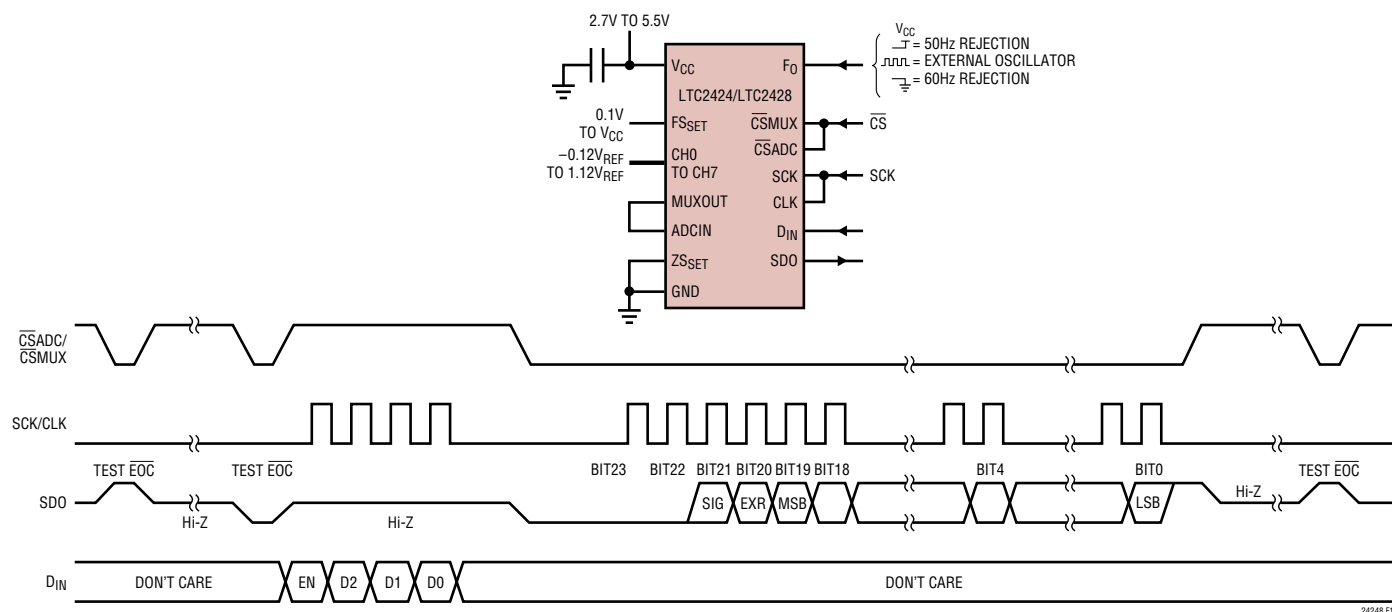 2.7V TO 5.5V
VCC
= 50Hz REJECTION
= EXTERNAL OSCILLATOR
= 60Hz REJECTION
VCC
FO
LTC2424/LTC2428
0.1V
TO VCC
FSSET
CSMUX
CS
CSADC
–0.12VREF
TO 1.12VREF
CH0
TO CH7
SCK
SCK
MUXOUT
CLK
ADCIN
DIN
ZSSET
SDO
GND
CSADC/
CSMUX
SCK/CLK
TEST EOC
TEST EOC
BIT23
BIT22
BIT21
BIT20
BIT19
BIT18
BIT4
BIT0
TEST EOC
SDO
Hi-Z
Hi-Z
SIG
EXR
MSB
LSB
Hi-Z
DIN
DON'T CARE
EN
D2
D1
D0
DON'T CARE